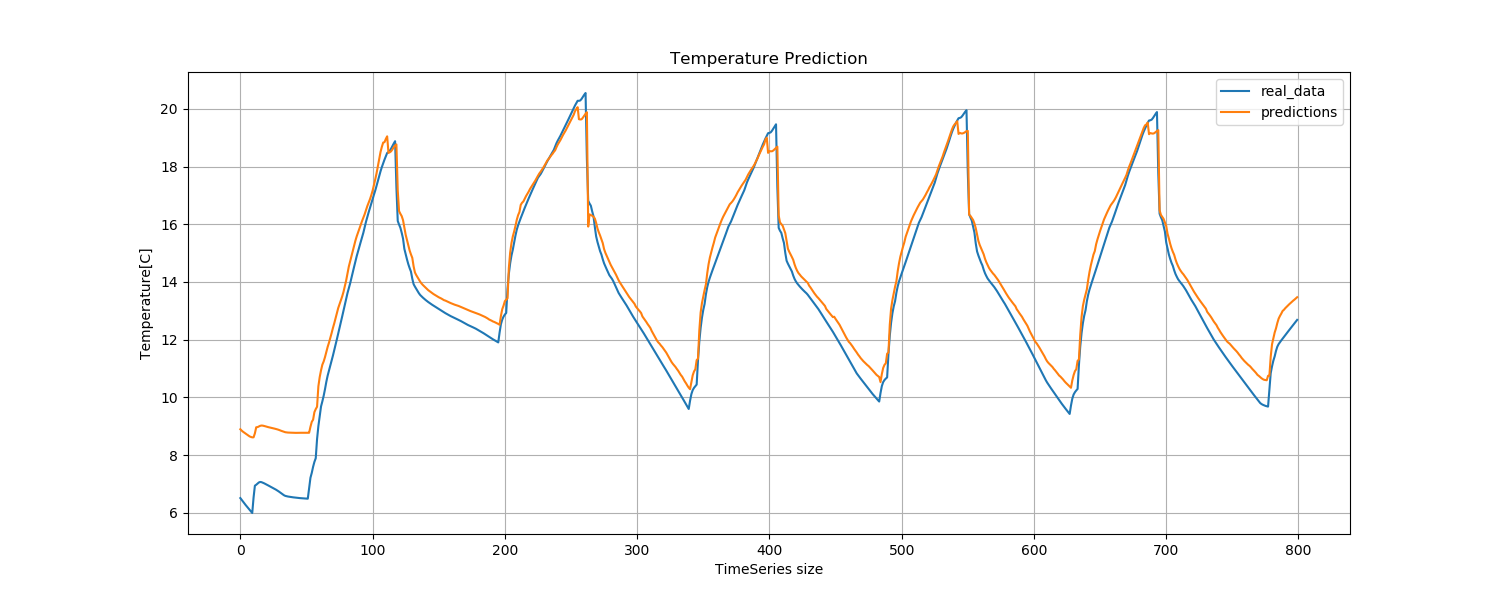 Temperature Prediction
real_data
predictions
Temperature[C]
20
18
16
14
12
10
8
6
0 100 200 300 400 500 600 700 800
TimeSeries size